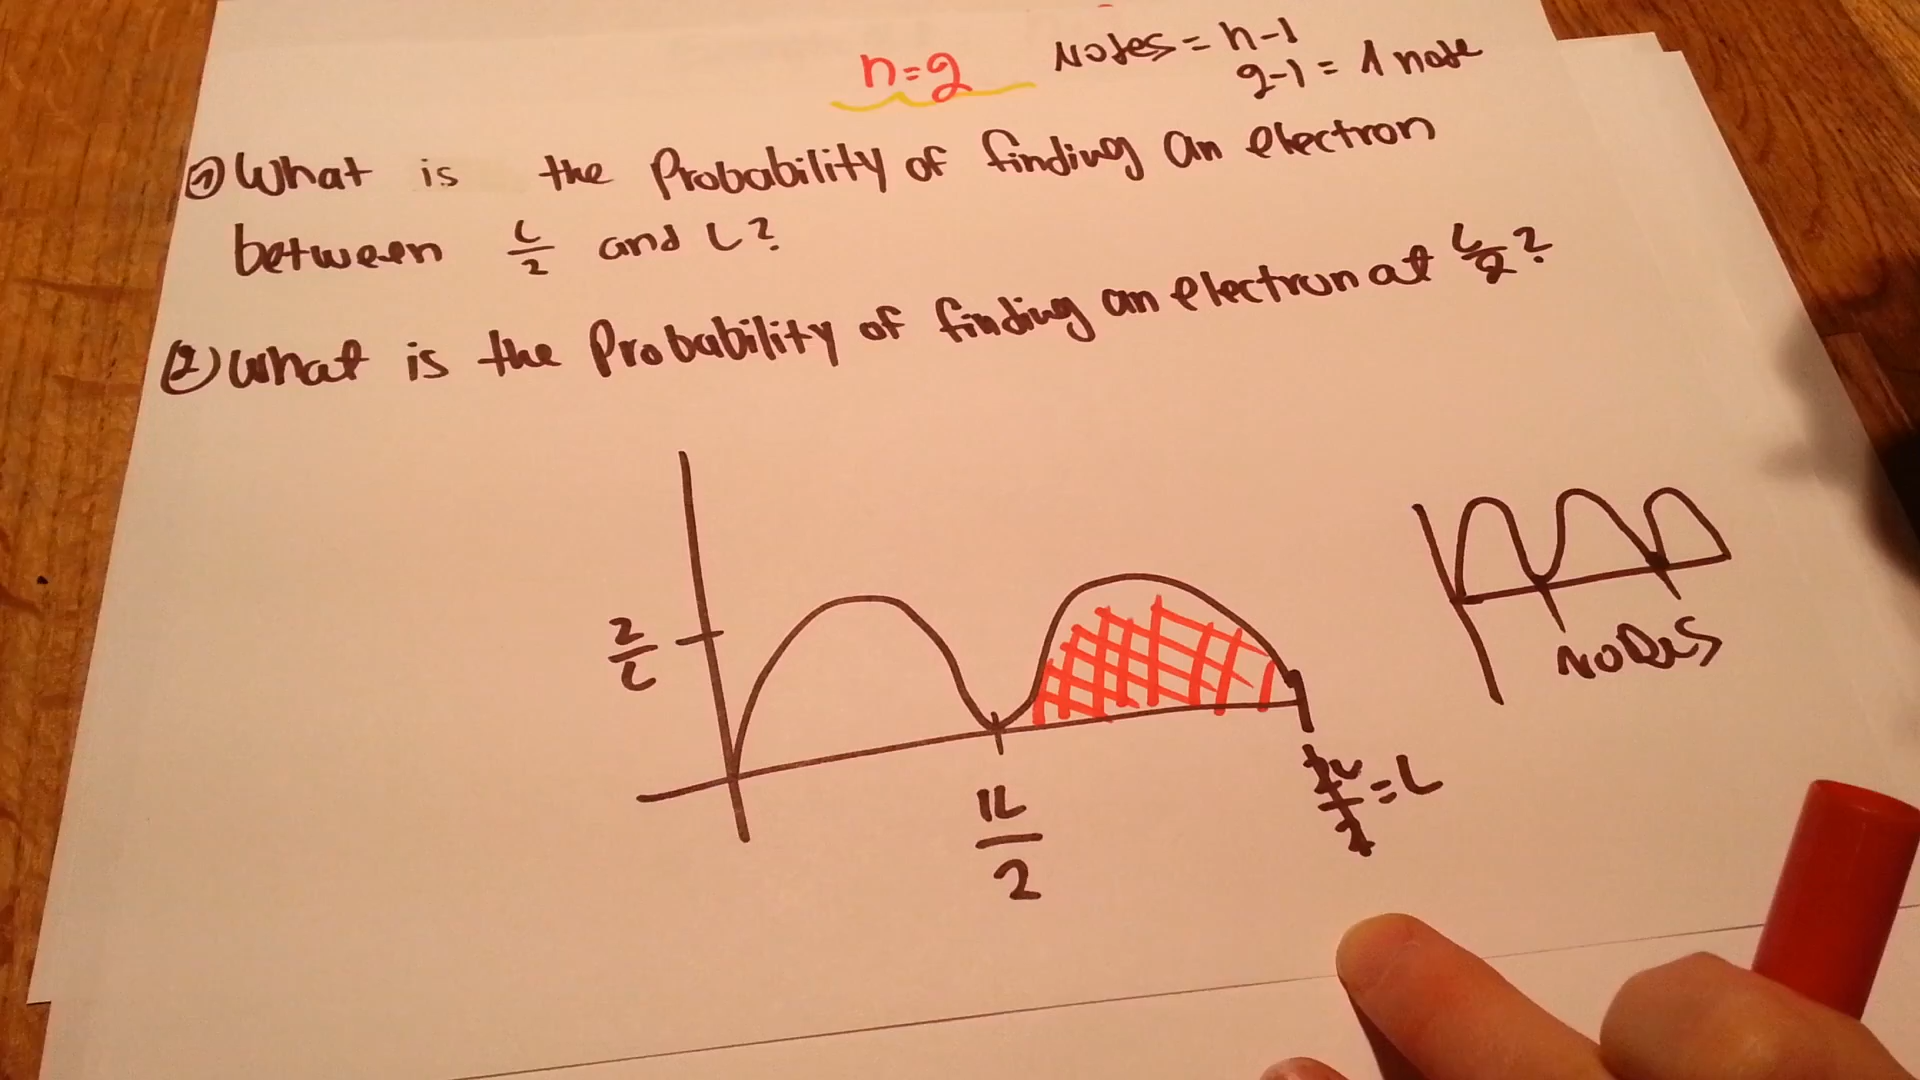 n=2
Nodes = n-1
2-1 = 1 node
① What is the Probability of finding an electron
between L/2 and L?
② What is the Probability of finding an electron at L/2?
2/L
1L/2
=L
NODES